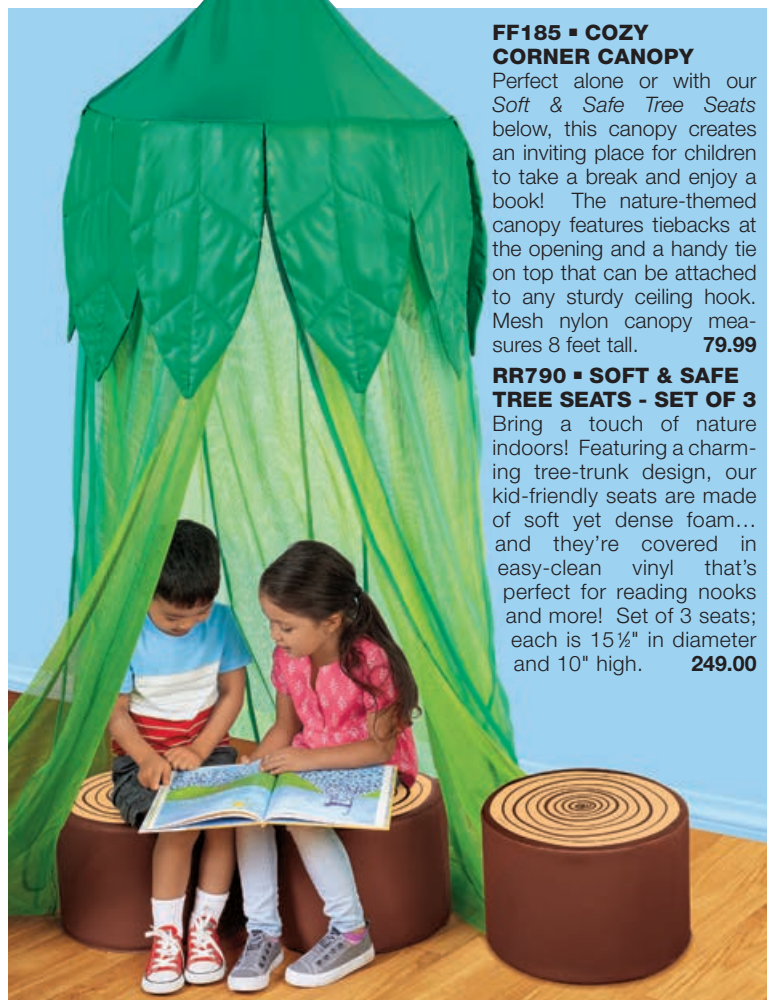 FF185 ▪ COZY
CORNER CANOPY
Perfect alone or with our
Soft & Safe Tree Seats
below, this canopy creates
an inviting place for children
to take a break and enjoy a
book! The nature-themed
canopy features tiebacks at
the opening and a handy tie
on top that can be attached
to any sturdy ceiling hook.
Mesh nylon canopy mea-
sures 8 feet tall. 79.99
RR790 ▪ SOFT & SAFE
TREE SEATS - SET OF 3
Bring a touch of nature
indoors! Featuring a charm-
ing tree-trunk design, our
kid-friendly seats are made
of soft yet dense foam...
and they're covered in
easy-clean vinyl that's
perfect for reading nooks
and more! Set of 3 seats;
each is 15½" in diameter
and 10" high. 249.00